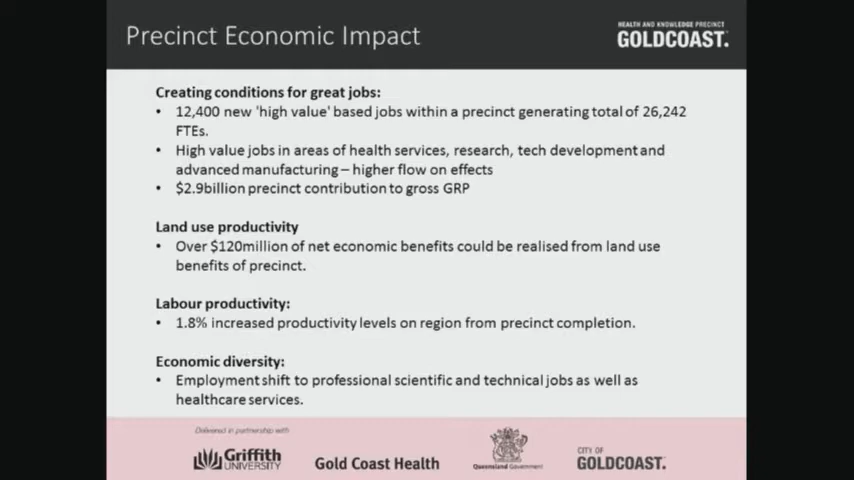 Precinct Economic Impact
HEALTH AND KNOWLEDGE PRECINCT
GOLDCOAST.
Creating conditions for great jobs:
• 12,400 new 'high value' based jobs within a precinct generating total of 26,242
FTEs.
• High value jobs in areas of health services, research, tech development and
advanced manufacturing – higher flow on effects
• $2.9billion precinct contribution to gross GRP
Land use productivity
• Over $120million of net economic benefits could be realised from land use
benefits of precinct.
Labour productivity:
• 1.8% increased productivity levels on region from precinct completion.
Economic diversity:
• Employment shift to professional scientific and technical jobs as well as
healthcare services.
Delivered in partnership with
Griffith
UNIVERSITY
Gold Coast Health
Queensland Government
CITY OF
GOLDCOAST.